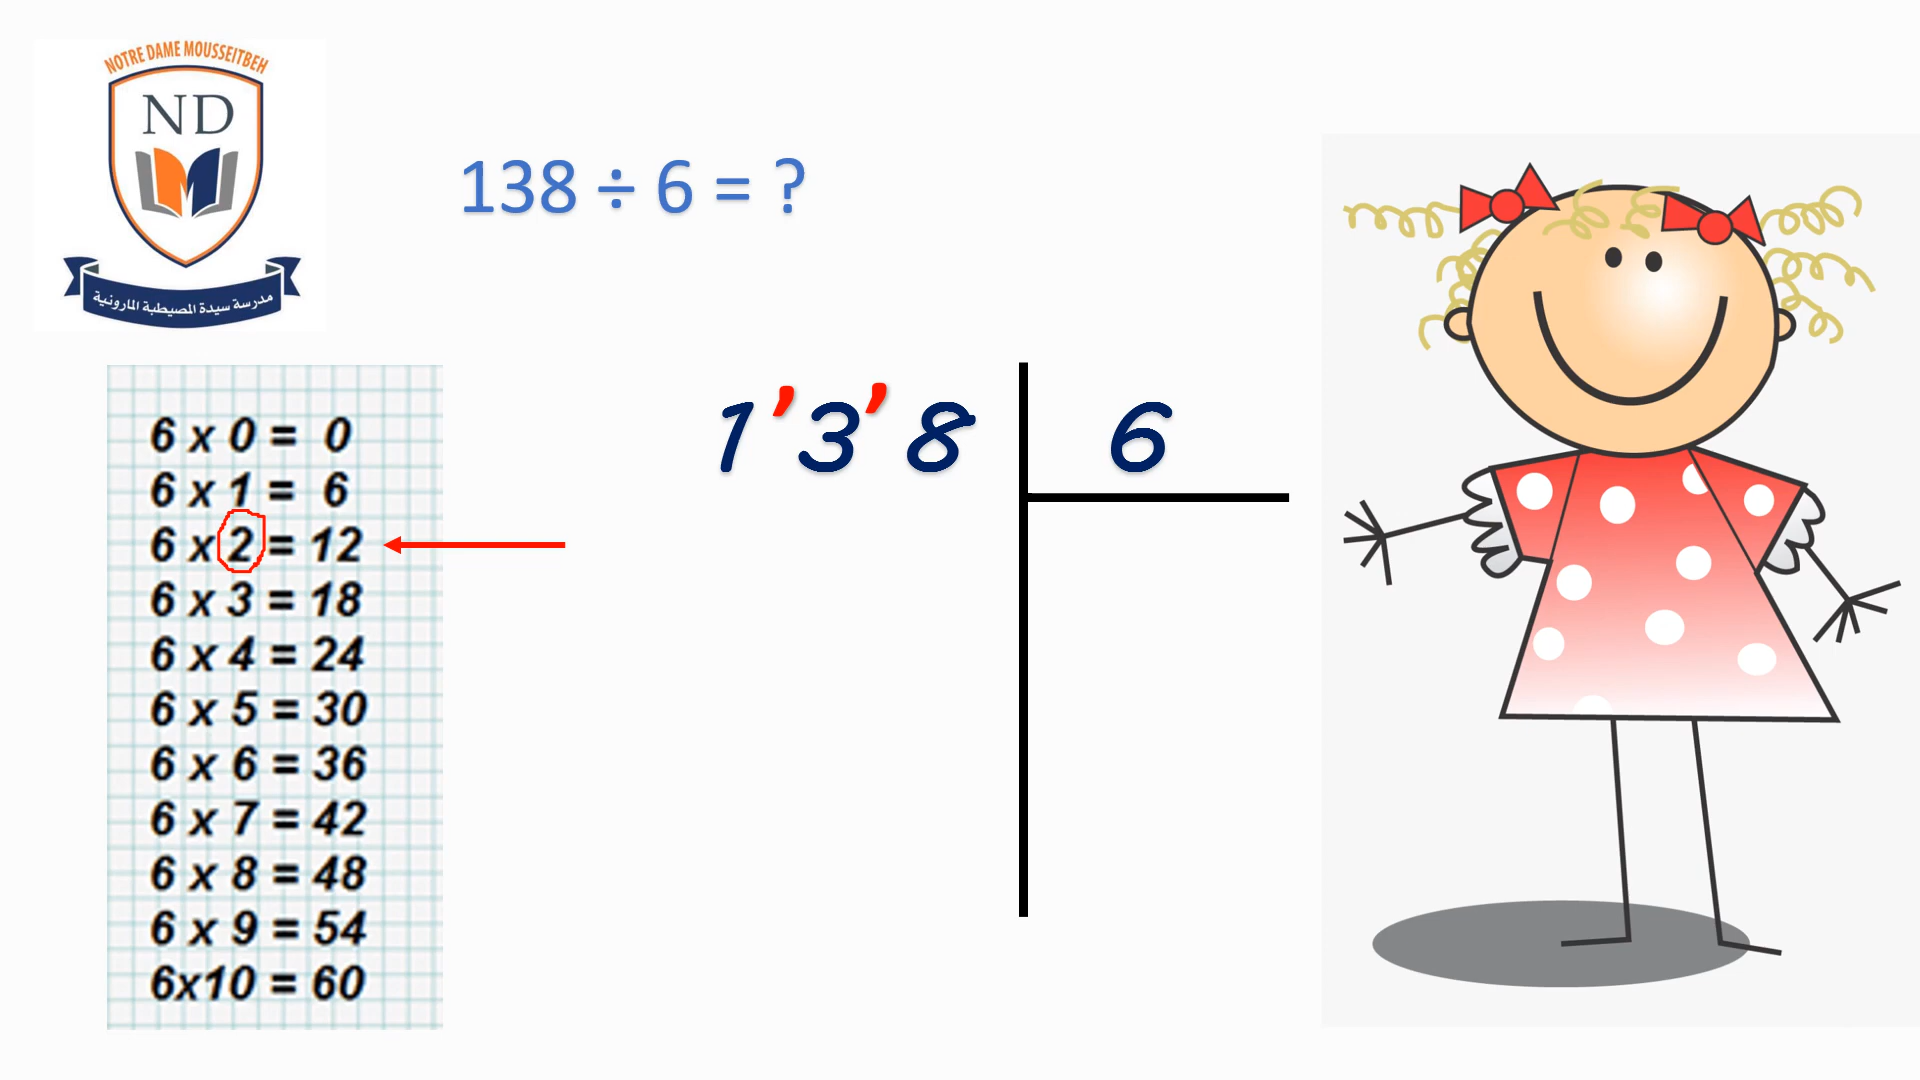 NOTRE DAME MOUSSEITBEH
ND
مدرسة سيدة المصيطبة المارونية
138 ÷ 6 = ?
1’3’8 6
6 x 0 = 0
6 x 1 = 6
6 x 2 = 12
6 x 3 = 18
6 x 4 = 24
6 x 5 = 30
6 x 6 = 36
6 x 7 = 42
6 x 8 = 48
6 x 9 = 54
6x10 = 60